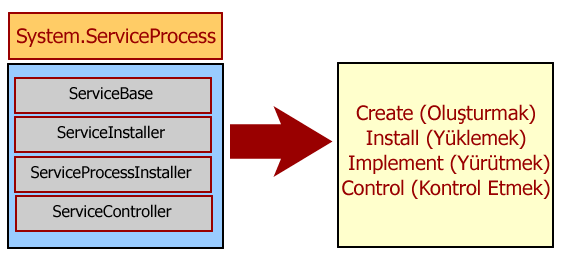 System.ServiceProcess
ServiceBase
ServiceInstaller
ServiceProcessInstaller
ServiceController
Create (Oluşturmak)
Install (Yüklemek)
Implement (Yürütmek)
Control (Kontrol Etmek)